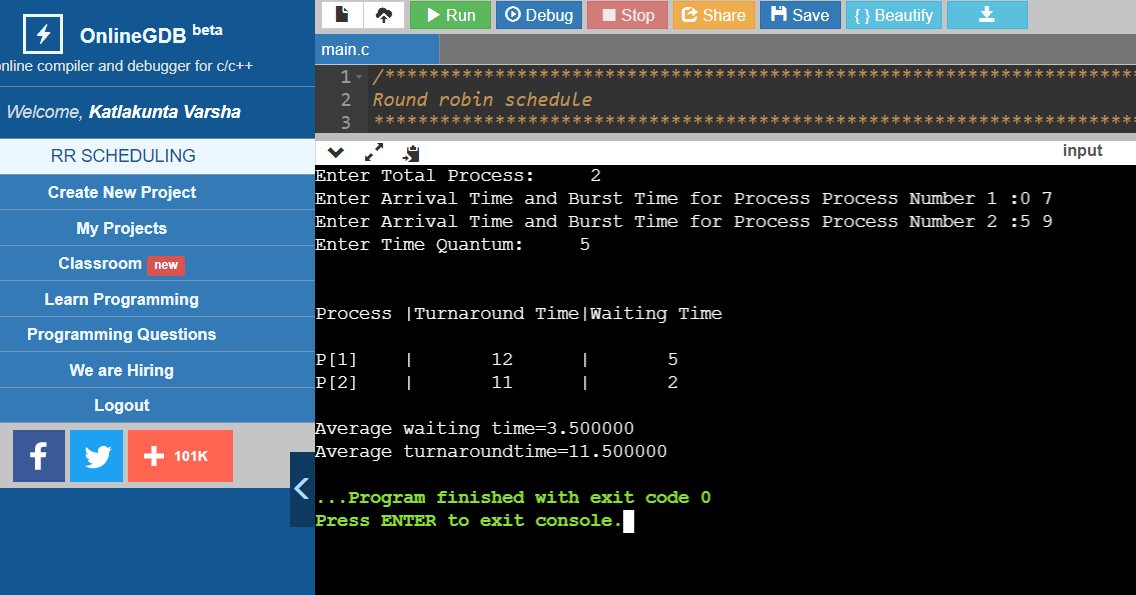 OnlineGDB beta
nline compiler and debugger for c/c++
Welcome, Katlakunta Varsha
RR SCHEDULING
Create New Project
My Projects
Classroom new
Learn Programming
Programming Questions
We are Hiring
Logout
101K
Run Debug Stop Share Save { } Beautify
main.c
1 /**********************************************************************
2 Round robin schedule
3 **********************************************************************
input
Enter Total Process: 2
Enter Arrival Time and Burst Time for Process Process Number 1 :0 7
Enter Arrival Time and Burst Time for Process Process Number 2 :5 9
Enter Time Quantum: 5
Process |Turnaround Time|Waiting Time
P[1] | 12 | 5
P[2] | 11 | 2
Average waiting time=3.500000
Average turnaroundtime=11.500000
...Program finished with exit code 0
Press ENTER to exit console.